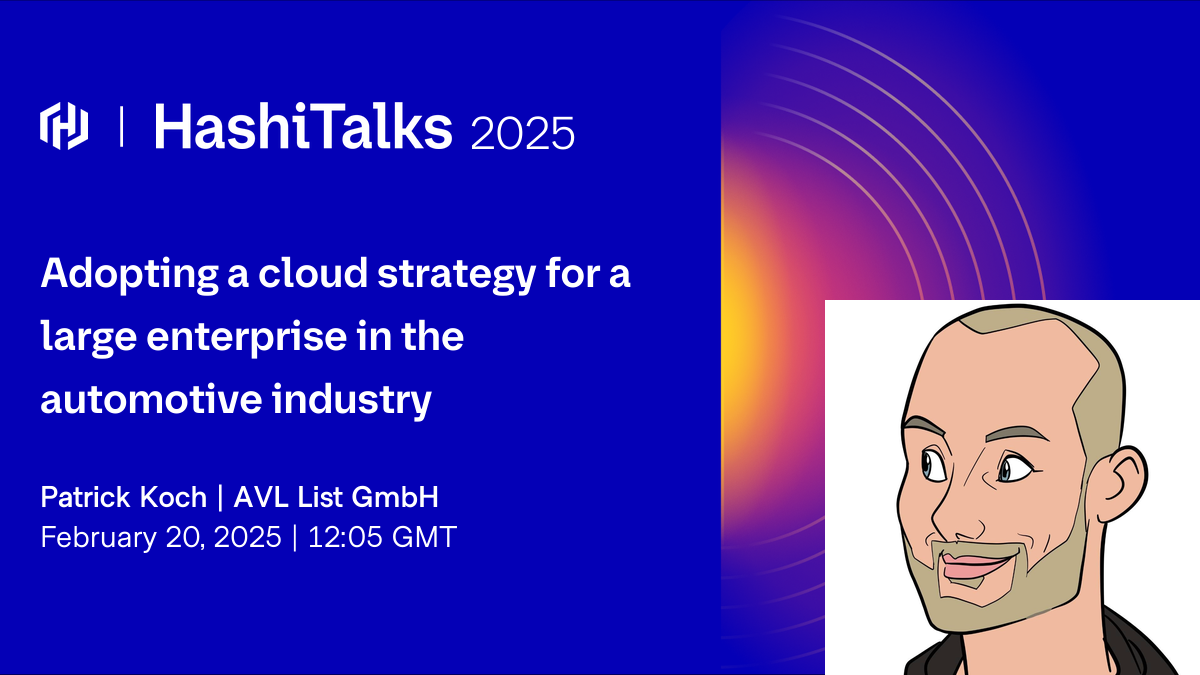 HashiTalks 2025
Adopting a cloud strategy for a
large enterprise in the
automotive industry
Patrick Koch | AVL List GmbH
February 20, 2025 | 12:05 GMT